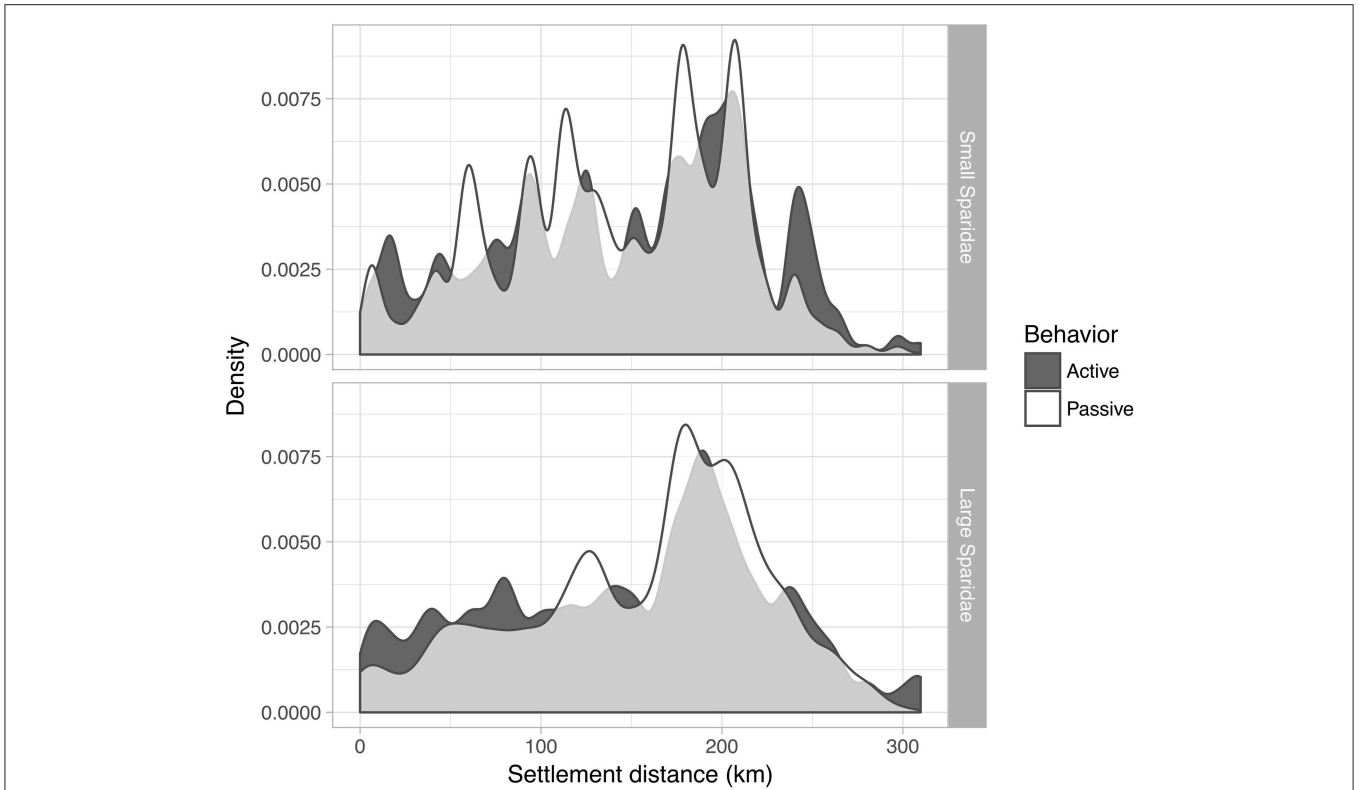 0.0075
0.0050
0.0025
0.0000
Small Sparidae
Density
Behavior
Active
Passive
0.0075
0.0050
0.0025
0.0000
Large Sparidae
0 100 200 300
Settlement distance (km)